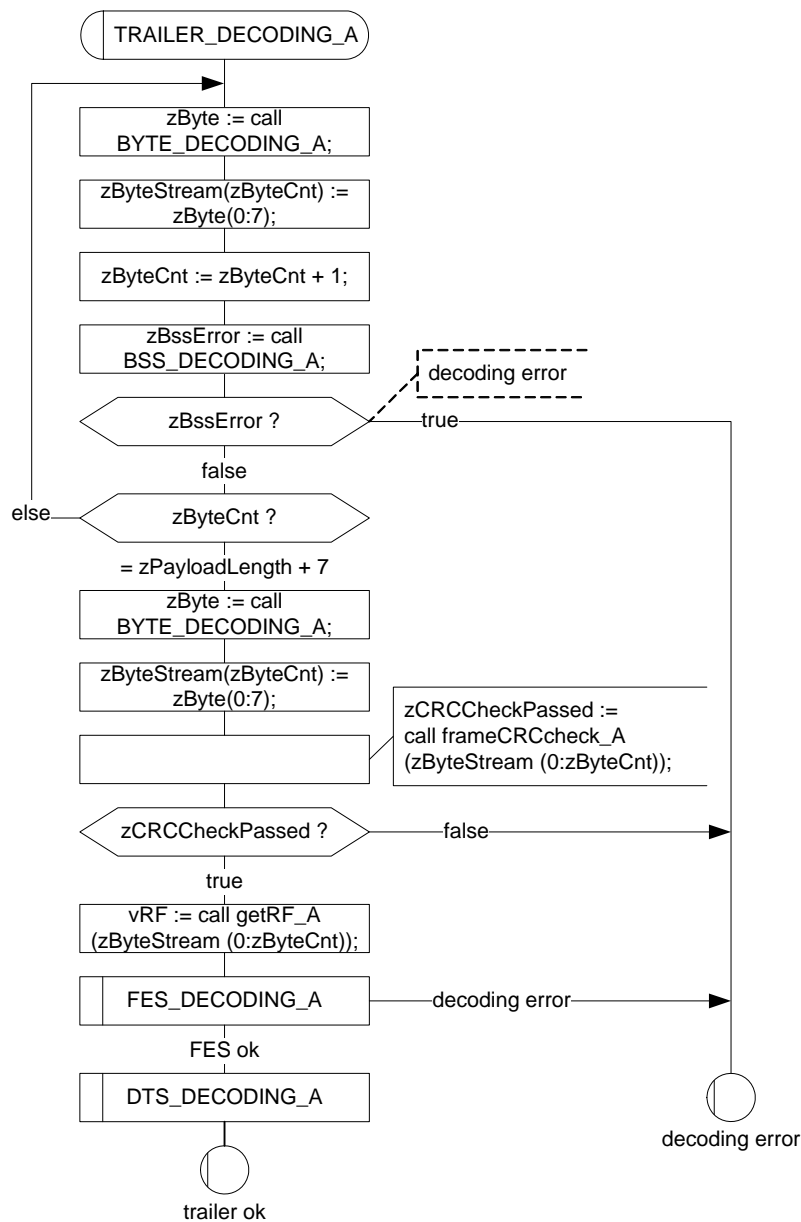 TRAILER_DECODING_A
zByte := call
BYTE_DECODING_A;
zByteStream(zByteCnt) :=
zByte(0:7);
zByteCnt := zByteCnt + 1;
zBssError := call
BSS_DECODING_A;
decoding error
zBssError ?
true
false
else
zByteCnt ?
= zPayloadLength + 7
zByte := call
BYTE_DECODING_A;
zByteStream(zByteCnt) :=
zByte(0:7);
zCRCCheckPassed :=
call frameCRCcheck_A
(zByteStream (0:zByteCnt));
zCRCCheckPassed ?
false
true
vRF := call getRF_A
(zByteStream (0:zByteCnt));
FES_DECODING_A
decoding error
FES ok
DTS_DECODING_A
decoding error
trailer ok